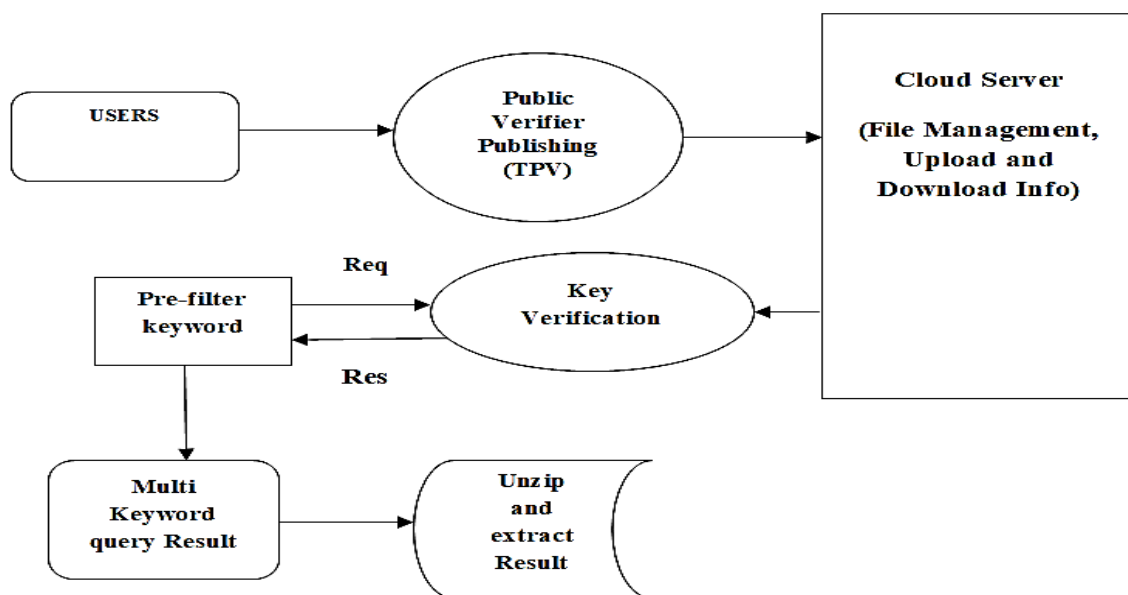 USERS
Public
Verifier
Publishing
(TPV)
Cloud Server
(File Management,
Upload and
Download Info)
Req
Pre-filter
keyword
Key
Verification
Res
Multi
Keyword
query Result
Unzip
and
extract
Result